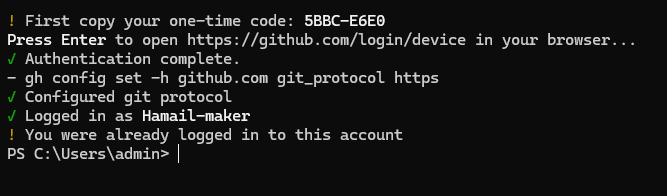 ! First copy your one-time code: 5BBC-E6E0
Press Enter to open https://github.com/login/device in your browser...
✓ Authentication complete.
- gh config set -h github.com git_protocol https
✓ Configured git protocol
✓ Logged in as Hamail-maker
! You were already logged in to this account
PS C:\Users\admin>